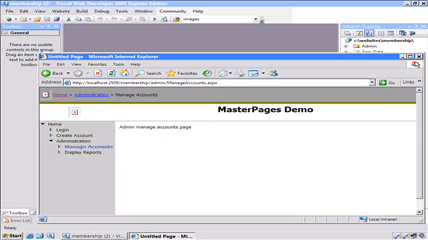 membership - Visual Web Developer 2005 Express Edition
File Edit View Website Build Debug Tools Window Community Help
images
Toolbox
General
There are no usable controls in this group. Drag an item onto this text to add it to the toolbox.
Solution Explorer
C:\websites\membership\
Admin
Untitled Page - Microsoft Internet Explorer
File Edit View Favorites Tools Help
Back Search Favorites
Address http://localhost:2508/membership/admin/ManageAccounts.aspx Go Links
Home > Administration > Manage Accounts
MasterPages Demo
Home
Login
Create Account
Administration
Manage Accounts
Display Reports
Admin manage accounts page
Local intranet
Toolbox
Error List
Start
membership () - Vi...
Untitled Page - Mi...